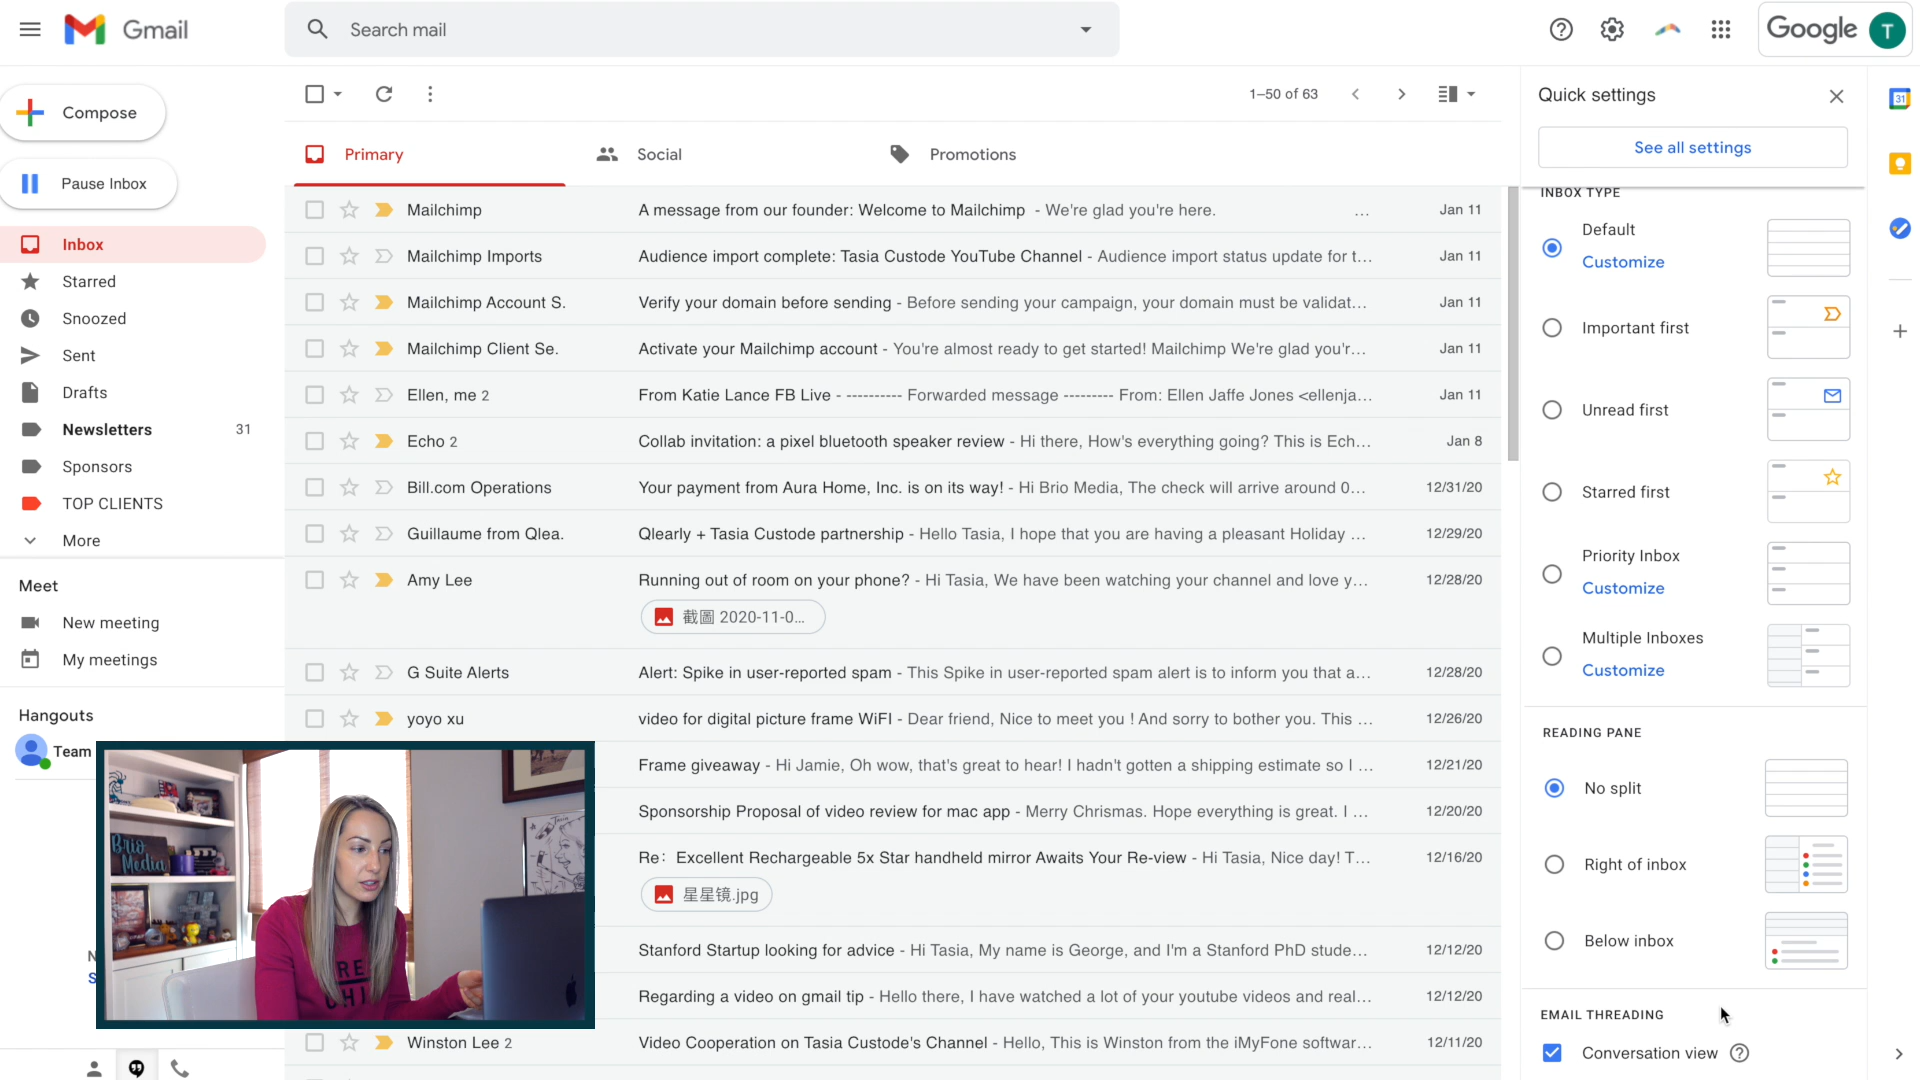 Gmail
Search mail
Google
T
Compose
Pause Inbox
Inbox
Starred
Snoozed
Sent
Drafts
Newsletters 31
Sponsors
TOP CLIENTS
More
Meet
New meeting
My meetings
Hangouts
Team
1–50 of 63
Primary
Social
Promotions
Mailchimp A message from our founder: Welcome to Mailchimp - We're glad you're here. ... Jan 11
Mailchimp Imports Audience import complete: Tasia Custode YouTube Channel - Audience import status update for t... Jan 11
Mailchimp Account S. Verify your domain before sending - Before sending your campaign, your domain must be validat... Jan 11
Mailchimp Client Se. Activate your Mailchimp account - You're almost ready to get started! Mailchimp We're glad you'r... Jan 11
Ellen, me 2 From Katie Lance FB Live - ---------- Forwarded message --------- From: Ellen Jaffe Jones <ellenja... Jan 11
Echo 2 Collab invitation: a pixel bluetooth speaker review - Hi there, How's everything going? This is Ech... Jan 8
Bill.com Operations Your payment from Aura Home, Inc. is on its way! - Hi Brio Media, The check will arrive around 0... 12/31/20
Guillaume from Qlea. Qlearly + Tasia Custode partnership - Hello Tasia, I hope that you are having a pleasant Holiday ... 12/29/20
Amy Lee Running out of room on your phone? - Hi Tasia, We have been watching your channel and love y... 12/28/20
截圖 2020-11-0...
G Suite Alerts Alert: Spike in user-reported spam - This Spike in user-reported spam alert is to inform you that a... 12/28/20
yoyo xu video for digital picture frame WiFI - Dear friend, Nice to meet you ! And sorry to bother you. This ... 12/26/20
Frame giveaway - Hi Jamie, Oh wow, that's great to hear! I hadn't gotten a shipping estimate so I ... 12/21/20
Sponsorship Proposal of video review for mac app - Merry Chrismas. Hope everything is great. I ... 12/20/20
Re：Excellent Rechargeable 5x Star handheld mirror Awaits Your Re-view - Hi Tasia, Nice day! T... 12/16/20
星星镜.jpg
Stanford Startup looking for advice - Hi Tasia, My name is George, and I'm a Stanford PhD stude... 12/12/20
Regarding a video on gmail tip - Hello there, I have watched a lot of your youtube videos and real... 12/12/20
Winston Lee 2 Video Cooperation on Tasia Custode's Channel - Hello, This is Winston from the iMyFone softwar... 12/11/20
Brio
Media
Quick settings
See all settings
INBOX TYPE
Default
Customize
Important first
Unread first
Starred first
Priority Inbox
Customize
Multiple Inboxes
Customize
READING PANE
No split
Right of inbox
Below inbox
EMAIL THREADING
Conversation view
31